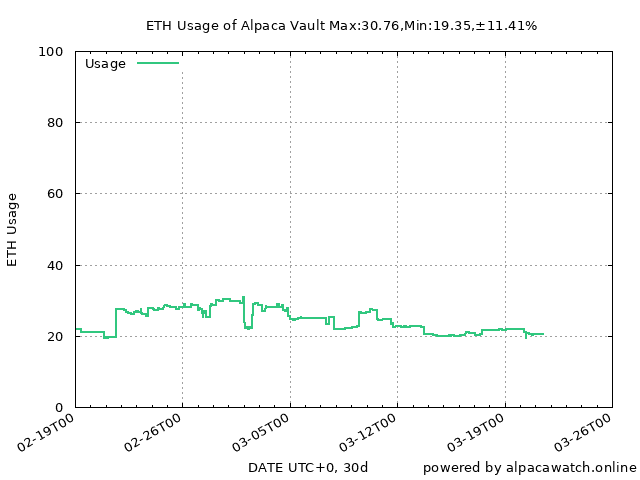 ETH Usage of Alpaca Vault Max:30.76,Min:19.35,±11.41%
100
Usage
80
60
40
20
0
ETH Usage
02-19T00
02-26T00
03-05T00
03-12T00
03-19T00
03-26T00
DATE UTC+0, 30d
powered by alpacawatch.online